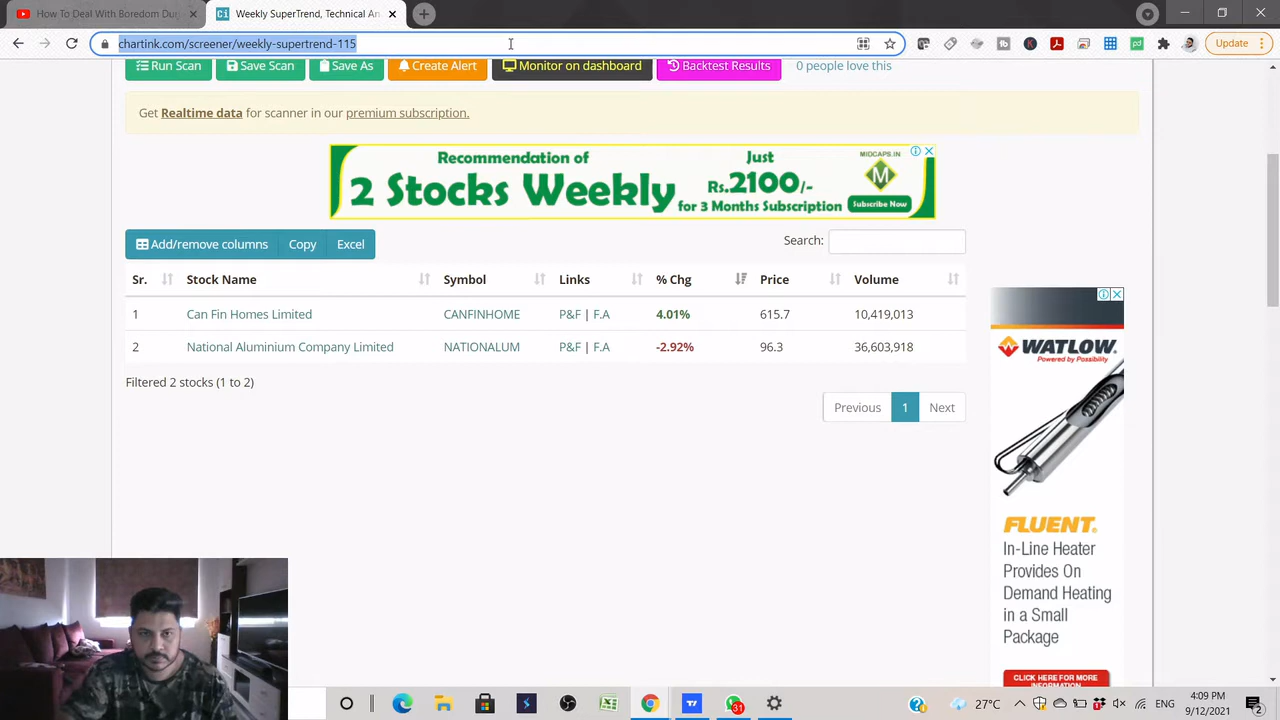 How To Deal With Boredom Du
Weekly SuperTrend, Technical An
chartink.com/screener/weekly-supertrend-115
Update
Run Scan
Save Scan
Save As
Create Alert
Monitor on dashboard
Backtest Results
0 people love this
Get Realtime data for scanner in our premium subscription.
Recommendation of
2 Stocks Weekly
Just
Rs.2100/-
for 3 Months Subscription
MIDCAPS.IN
M
Subscribe Now
Add/remove columns Copy Excel
Search:
Sr. Stock Name Symbol Links % Chg Price Volume
1 Can Fin Homes Limited CANFINHOME P&F | F.A 4.01% 615.7 10,419,013
2 National Aluminium Company Limited NATIONALUM P&F | F.A -2.92% 96.3 36,603,918
Filtered 2 stocks (1 to 2)
Previous 1 Next
WATLOW
Powered by Possibility
FLUENT.
In-Line Heater
Provides On
Demand Heating
in a Small
Package
CLICK HERE FOR MORE
31
27°C
ENG
4:09 PM
9/12/2021
2